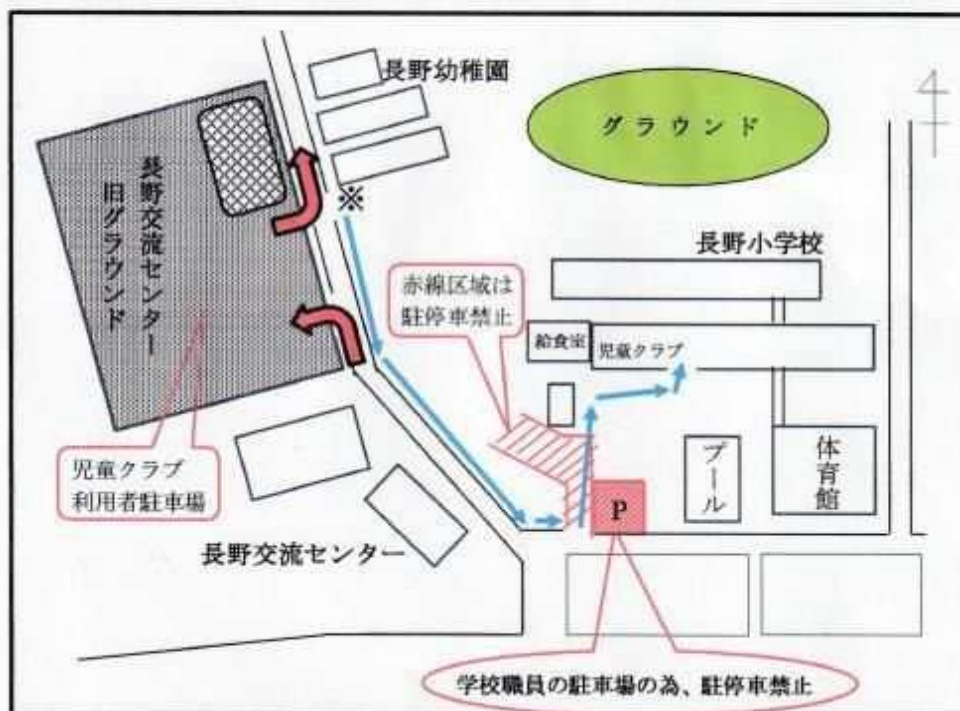 長野幼稚園
グラウンド
長野交流センター
旧グラウンド
※
長野小学校
赤線区域は
駐停車禁止
給食室
児童クラブ
児童クラブ
利用者駐車場
プール
体育館
P
長野交流センター
学校職員の駐車場の為、駐停車禁止